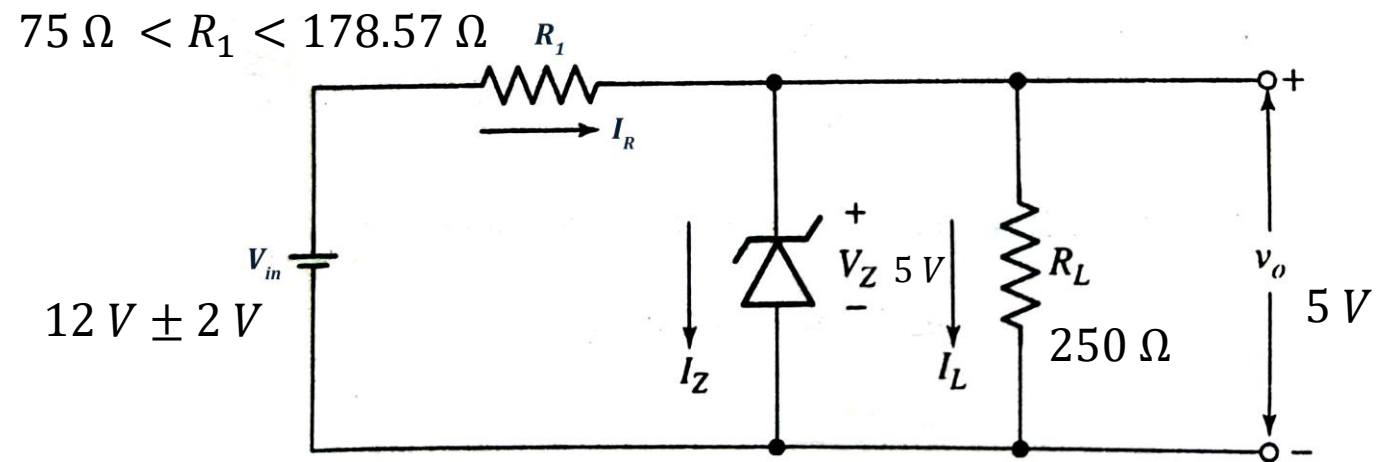 75 Ω < R₁ < 178.57 Ω
R₁
+
I_R
+
V_in
V_Z 5 V
R_L
v_o
−
5 V
12 V ± 2 V
250 Ω
I_Z
I_L
−